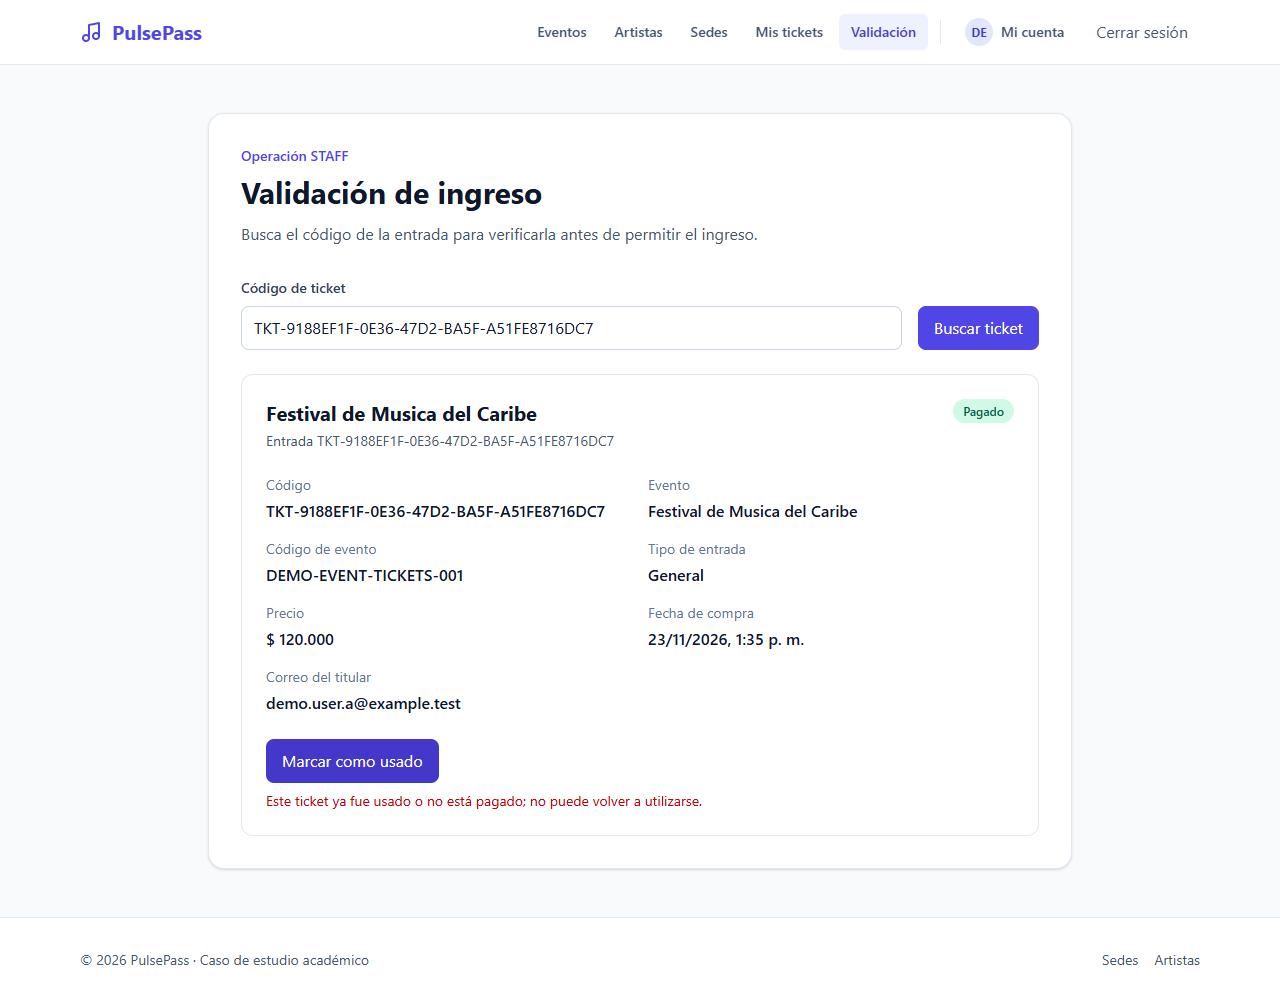 PulsePass
Eventos
Artistas
Sedes
Mis tickets
Validación
DE
Mi cuenta
Cerrar sesión
Operación STAFF
Validación de ingreso
Busca el código de la entrada para verificarla antes de permitir el ingreso.
Código de ticket
TKT-9188EF1F-0E36-47D2-BA5F-A51FE8716DC7
Buscar ticket
Festival de Musica del Caribe
Pagado
Entrada TKT-9188EF1F-0E36-47D2-BA5F-A51FE8716DC7
Código
TKT-9188EF1F-0E36-47D2-BA5F-A51FE8716DC7
Evento
Festival de Musica del Caribe
Código de evento
DEMO-EVENT-TICKETS-001
Tipo de entrada
General
Precio
$ 120.000
Fecha de compra
23/11/2026, 1:35 p. m.
Correo del titular
demo.user.a@example.test
Marcar como usado
Este ticket ya fue usado o no está pagado; no puede volver a utilizarse.
© 2026 PulsePass · Caso de estudio académico
Sedes
Artistas